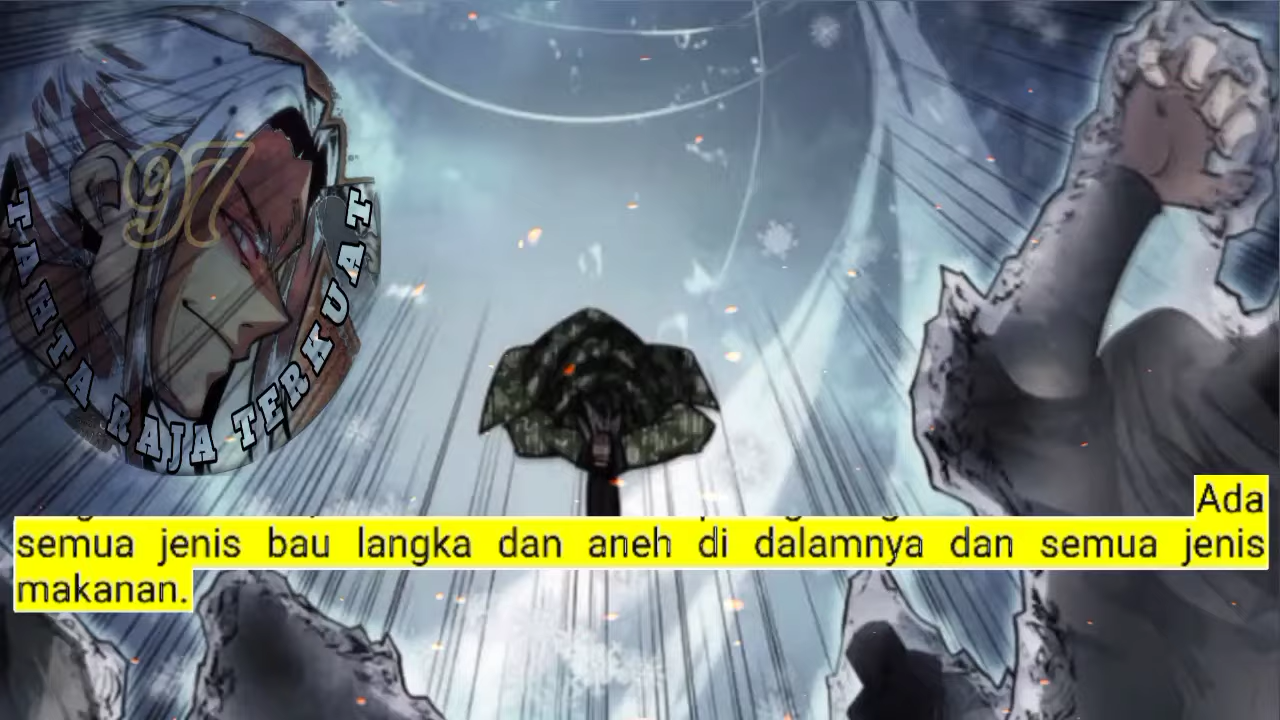 97
TAHTA RAJA TERKUAT
Ada
semua jenis bau langka dan aneh di dalamnya dan semua jenis
makanan.